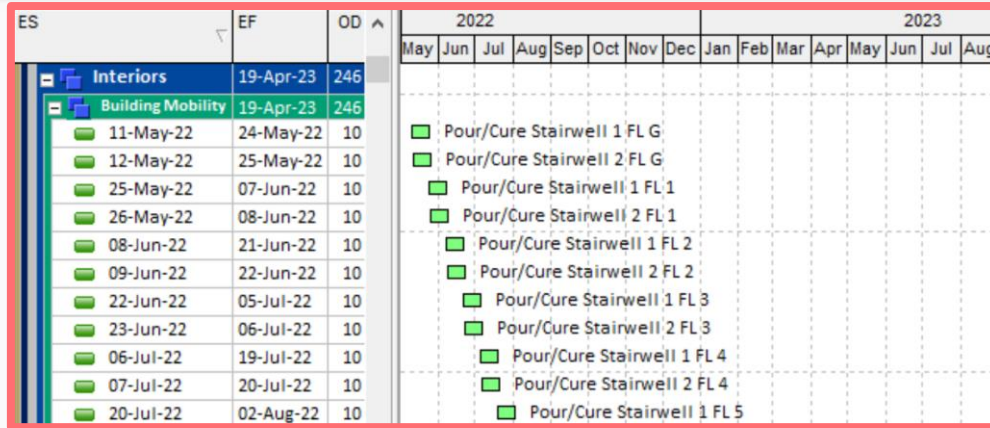 ES EF OD 2022 2023
May Jun Jul Aug Sep Oct Nov Dec Jan Feb Mar Apr May Jun Jul Aug
Interiors 19-Apr-23 246
Building Mobility 19-Apr-23 246
11-May-22 24-May-22 10 Pour/Cure Stairwell 1 FL G
12-May-22 25-May-22 10 Pour/Cure Stairwell 2 FL G
25-May-22 07-Jun-22 10 Pour/Cure Stairwell 1 FL 1
26-May-22 08-Jun-22 10 Pour/Cure Stairwell 2 FL 1
08-Jun-22 21-Jun-22 10 Pour/Cure Stairwell 1 FL 2
09-Jun-22 22-Jun-22 10 Pour/Cure Stairwell 2 FL 2
22-Jun-22 05-Jul-22 10 Pour/Cure Stairwell 1 FL 3
23-Jun-22 06-Jul-22 10 Pour/Cure Stairwell 2 FL 3
06-Jul-22 19-Jul-22 10 Pour/Cure Stairwell 1 FL 4
07-Jul-22 20-Jul-22 10 Pour/Cure Stairwell 2 FL 4
20-Jul-22 02-Aug-22 10 Pour/Cure Stairwell 1 FL 5